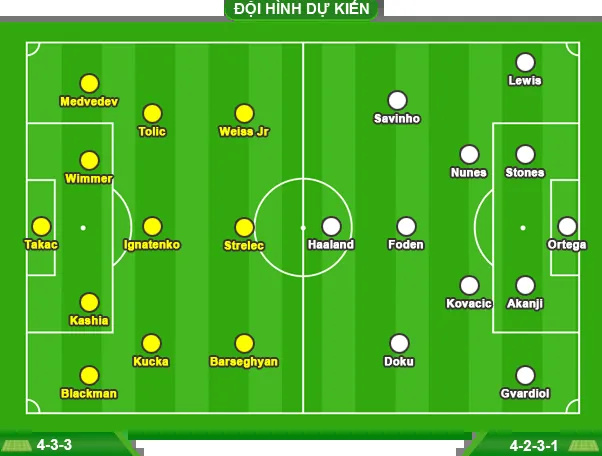 ĐỘI HÌNH DỰ KIẾN
Lewis
Medvedev
Savinho
Tolic
Weiss Jr
Wimmer
Nunes
Stones
Takac
Ignatenko
Strelec
Haaland
Foden
Ortega
Kashia
Kovacic
Akanji
Kucka
Barseghyan
Doku
Blackman
Gvardiol
4-3-3
4-2-3-1